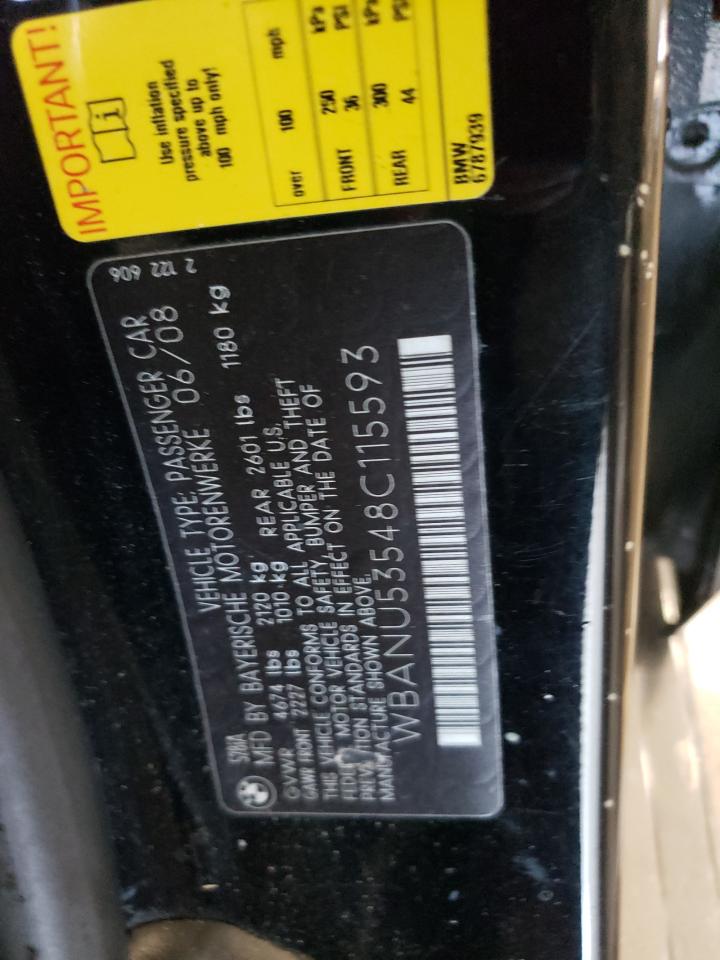 IMPORTANT!
Use inflation
pressure specified
above up to
100 mph only!
mph kPa PSI kPa PSI
over 100 FRONT 250 36 REAR 300 44
BMW
6787939
2 122 606
VEHICLE TYPE: PASSENGER CAR
MFD BY BAYERISCHE MOTORENWERKE 06/08
GVWR 4674 lbs 2120 kg REAR 2601 lbs 1180 kg
GAWR FRONT 2227 lbs 1010 kg
THIS VEHICLE CONFORMS TO ALL APPLICABLE U.S.
MOTOR VEHICLE SAFETY, BUMPER AND THEFT
STANDARDS IN EFFECT ON THE DATE OF
MANUFACTURE SHOWN ABOVE.
WBANU53548C115593